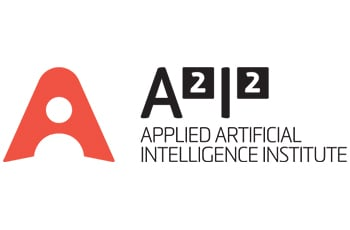 A²I²
APPLIED ARTIFICIAL
INTELLIGENCE INSTITUTE